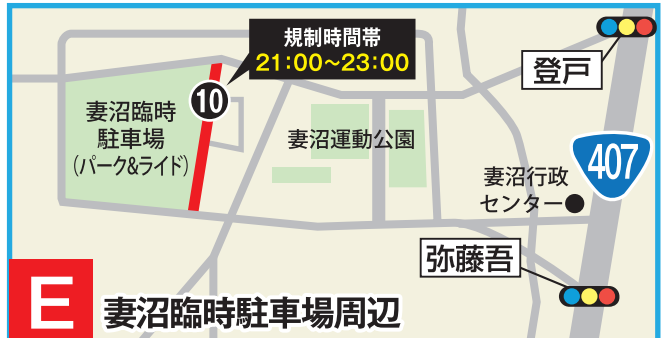 規制時間帯
21:00～23:00
登戸
10
妻沼臨時
駐車場
(パーク&ライド)
妻沼運動公園
407
妻沼行政
センター
弥藤吾
E
妻沼臨時駐車場周辺